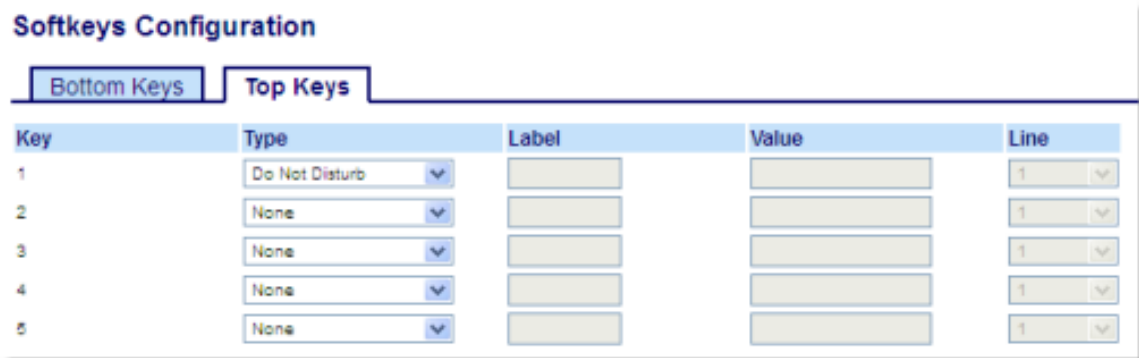 Softkeys Configuration
Bottom Keys Top Keys
Key Type Label Value Line
1 Do Not Disturb 1
2 None 1
3 None 1
4 None 1
5 None 1